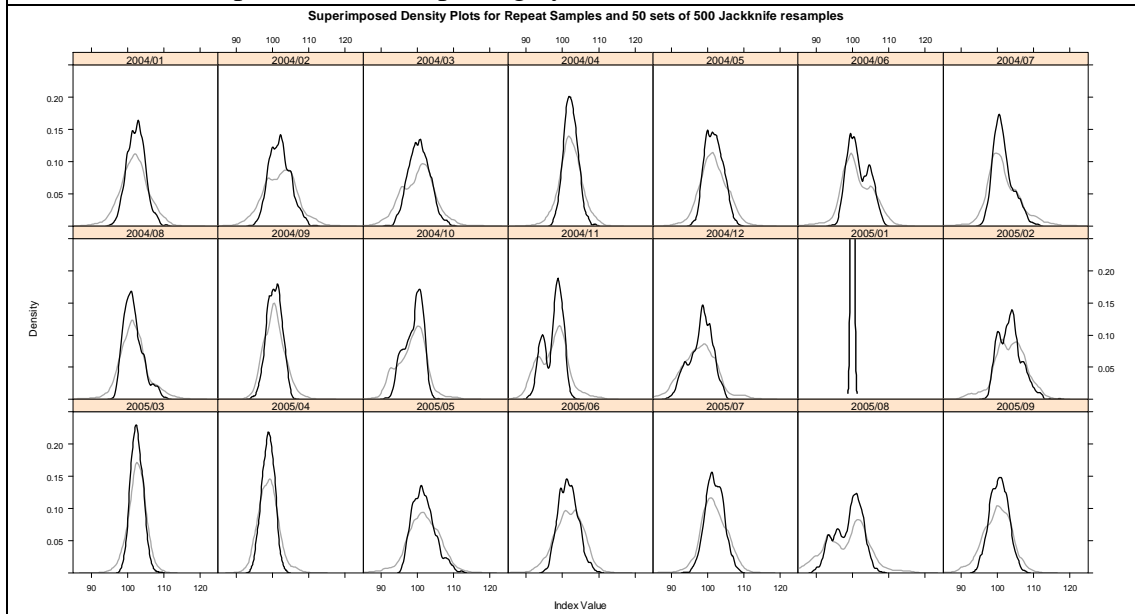 Superimposed Density Plots for Repeat Samples and 50 sets of 500 Jackknife resamples
90 100 110 120 90 100 110 120 90 100 110 120
2004/01 2004/02 2004/03 2004/04 2004/05 2004/06 2004/07
0.20
0.15
0.10
0.05
2004/08 2004/09 2004/10 2004/11 2004/12 2005/01 2005/02
0.20
0.15
0.10
0.05
Density
2005/03 2005/04 2005/05 2005/06 2005/07 2005/08 2005/09
0.20
0.15
0.10
0.05
90 100 110 120 90 100 110 120 90 100 110 120 90 100 110 120
Index Value